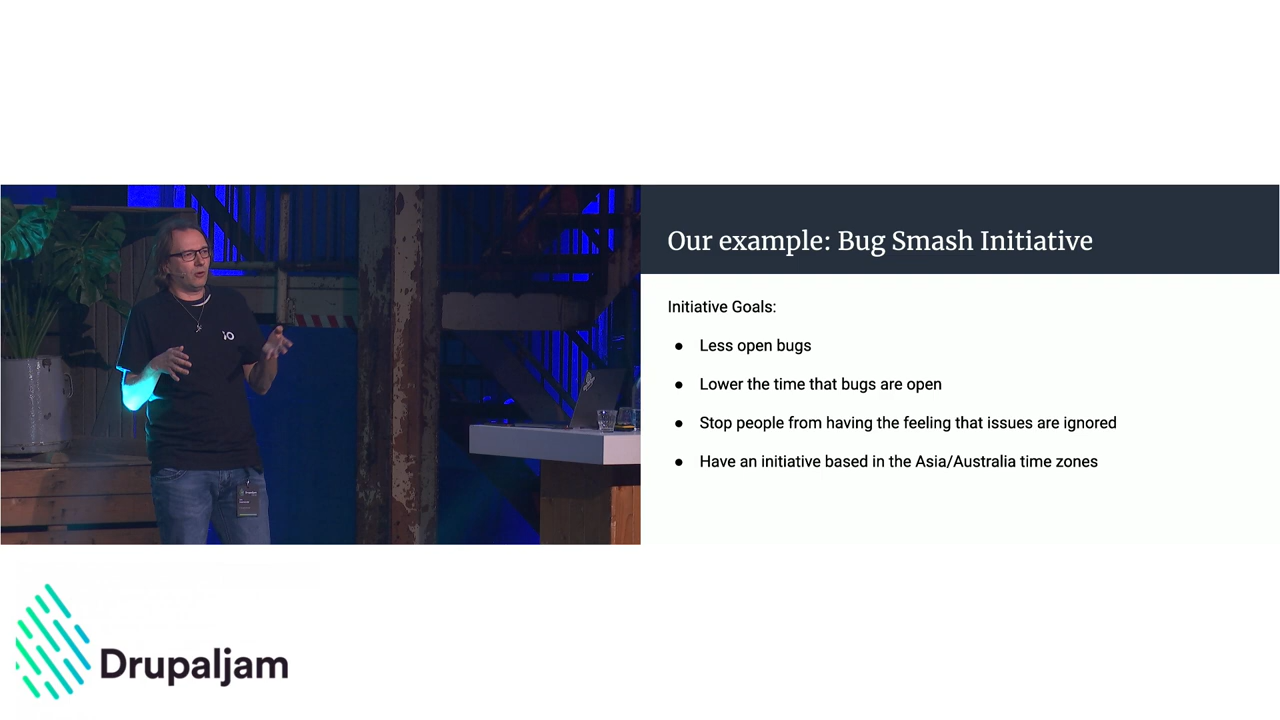 iO
Our example: Bug Smash Initiative
Initiative Goals:
● Less open bugs
● Lower the time that bugs are open
● Stop people from having the feeling that issues are ignored
● Have an initiative based in the Asia/Australia time zones
Drupaljam